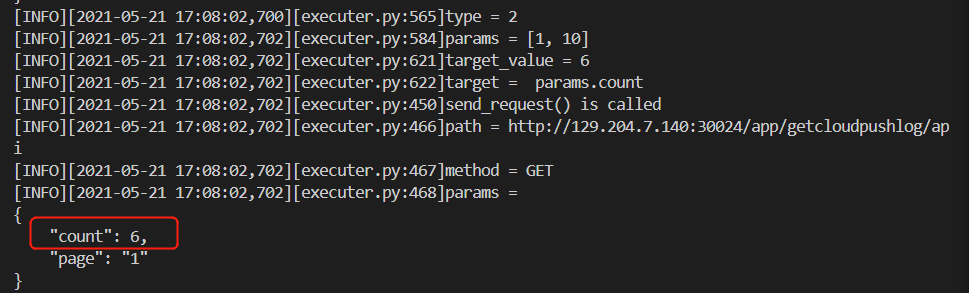 }
[INFO][2021-05-21 17:08:02,700][executer.py:565]type = 2
[INFO][2021-05-21 17:08:02,702][executer.py:584]params = [1, 10]
[INFO][2021-05-21 17:08:02,702][executer.py:621]target_value = 6
[INFO][2021-05-21 17:08:02,702][executer.py:622]target =  params.count
[INFO][2021-05-21 17:08:02,702][executer.py:450]send_request() is called
[INFO][2021-05-21 17:08:02,702][executer.py:466]path = http://129.204.7.140:30024/app/getcloudpushlog/ap
i
[INFO][2021-05-21 17:08:02,702][executer.py:467]method = GET
[INFO][2021-05-21 17:08:02,702][executer.py:468]params =
{
    "count": 6,
    "page": "1"
}